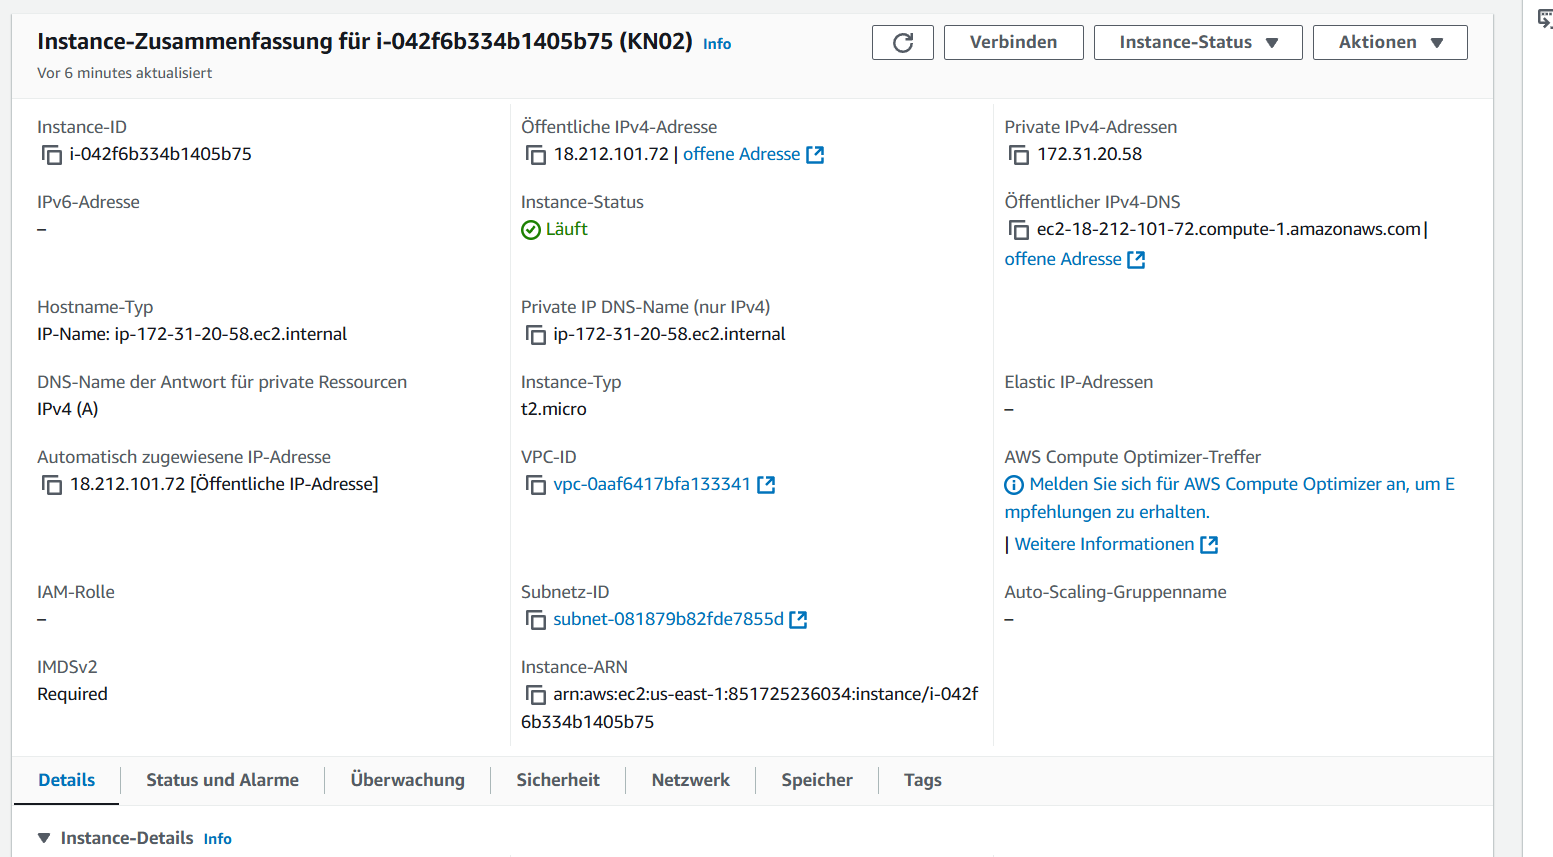 Instance-Zusammenfassung für i-042f6b334b1405b75 (KN02) Info
Vor 6 minutes aktualisiert
Verbinden
Instance-Status
Aktionen
Instance-ID
i-042f6b334b1405b75
Öffentliche IPv4-Adresse
18.212.101.72 | offene Adresse
Private IPv4-Adressen
172.31.20.58
IPv6-Adresse
–
Instance-Status
Läuft
Öffentlicher IPv4-DNS
ec2-18-212-101-72.compute-1.amazonaws.com |
offene Adresse
Hostname-Typ
IP-Name: ip-172-31-20-58.ec2.internal
Private IP DNS-Name (nur IPv4)
ip-172-31-20-58.ec2.internal
DNS-Name der Antwort für private Ressourcen
IPv4 (A)
Instance-Typ
t2.micro
Elastic IP-Adressen
–
Automatisch zugewiesene IP-Adresse
18.212.101.72 [Öffentliche IP-Adresse]
VPC-ID
vpc-0aaf6417bfa133341
AWS Compute Optimizer-Treffer
Melden Sie sich für AWS Compute Optimizer an, um E
mpfehlungen zu erhalten.
| Weitere Informationen
IAM-Rolle
–
Subnetz-ID
subnet-081879b82fde7855d
Auto-Scaling-Gruppenname
–
IMDSv2
Required
Instance-ARN
arn:aws:ec2:us-east-1:851725236034:instance/i-042f
6b334b1405b75
Details
Status und Alarme
Überwachung
Sicherheit
Netzwerk
Speicher
Tags
Instance-Details Info